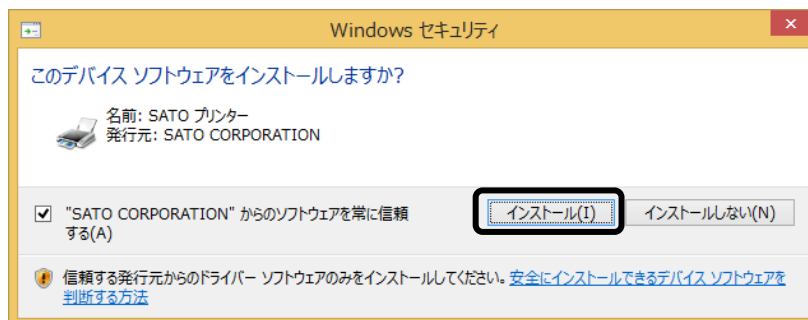 Windows セキュリティ
このデバイス ソフトウェアをインストールしますか?
名前: SATO プリンター
発行元: SATO CORPORATION
"SATO CORPORATION" からのソフトウェアを常に信頼
する(A)
インストール(I)
インストールしない(N)
信頼する発行元からのドライバー ソフトウェアのみをインストールしてください。安全にインストールできるデバイス ソフトウェアを
判断する方法